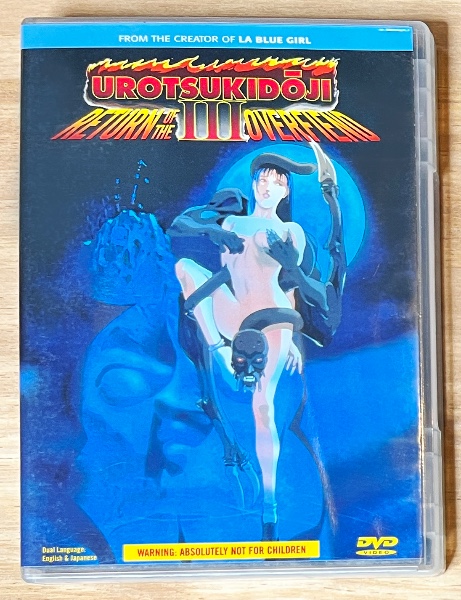 FROM THE CREATOR OF LA BLUE GIRL
UROTSUKIDŌJI
III
RETURN OF THE OVERFIEND
Dual Language:
English & Japanese
WARNING: ABSOLUTELY NOT FOR CHILDREN
DVD
VIDEO